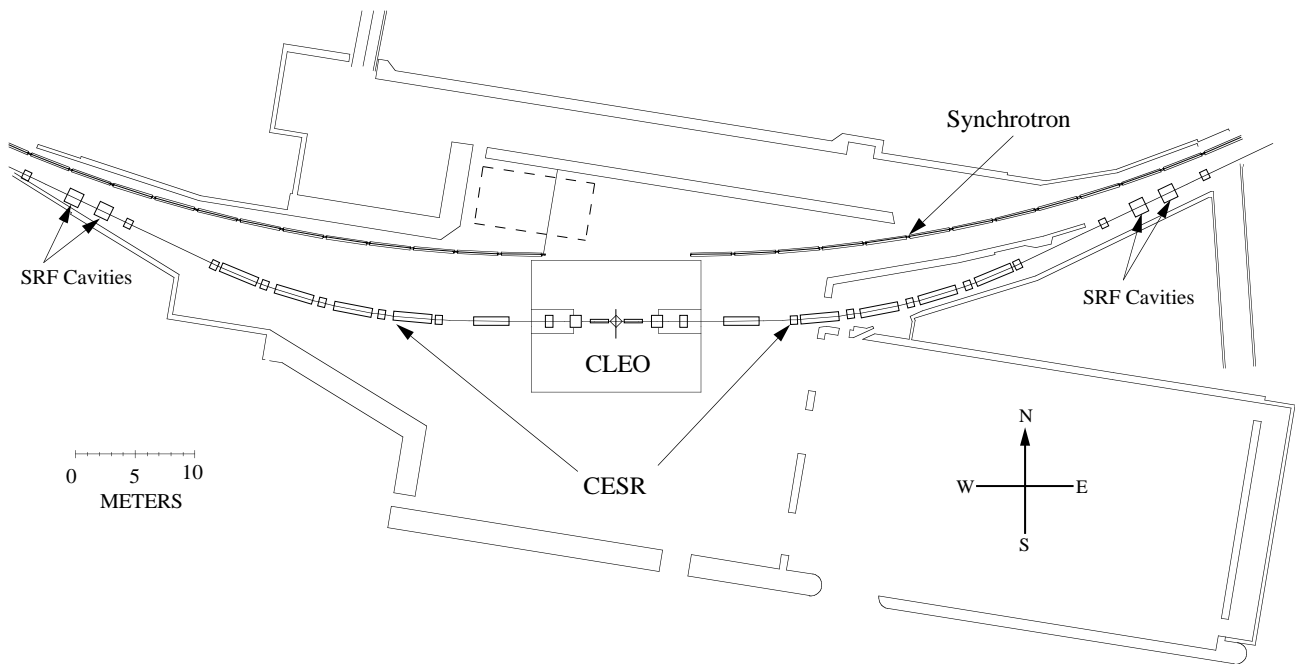 Synchrotron
SRF Cavities
SRF Cavities
CLEO
N
CESR
W
E
0
5
10
METERS
S